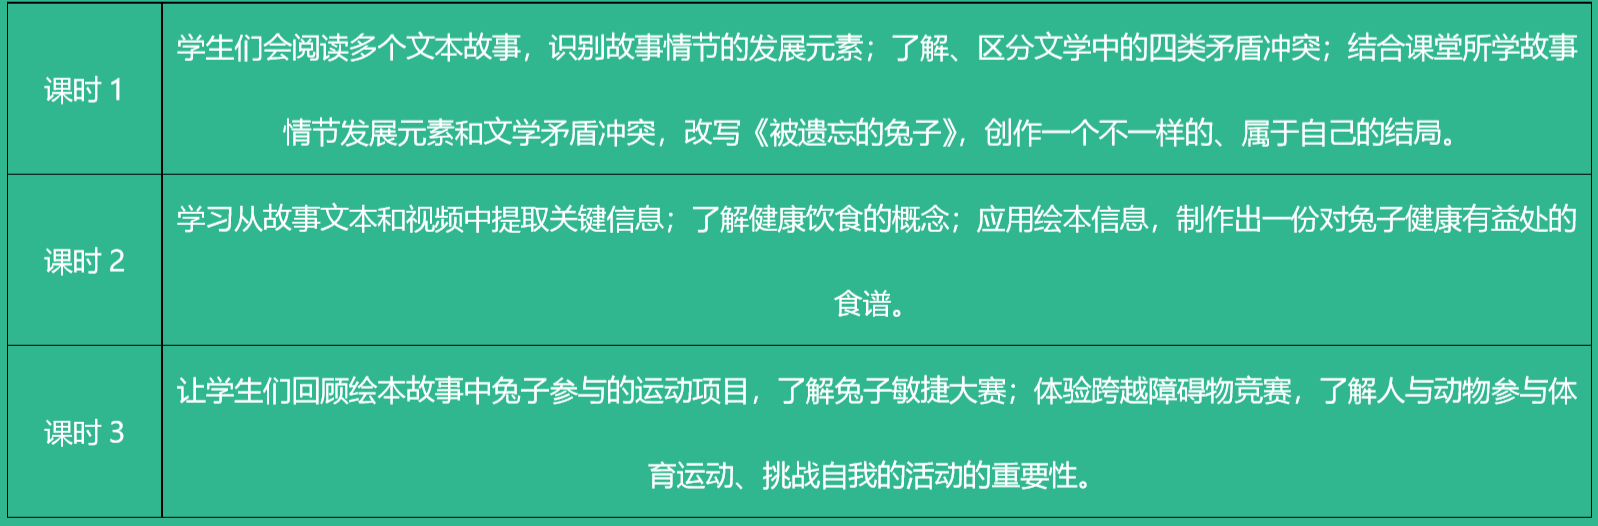 课时 1
学生们会阅读多个文本故事，识别故事情节的发展元素；了解、区分文学中的四类矛盾冲突；结合课堂所学故事
情节发展元素和文学矛盾冲突，改写《被遗忘的兔子》，创作一个不一样的、属于自己的结局。
课时 2
学习从故事文本和视频中提取关键信息；了解健康饮食的概念；应用绘本信息，制作出一份对兔子健康有益处的
食谱。
课时 3
让学生们回顾绘本故事中兔子参与的运动项目，了解兔子敏捷大赛；体验跨越障碍物竞赛，了解人与动物参与体
育运动、挑战自我的活动的重要性。